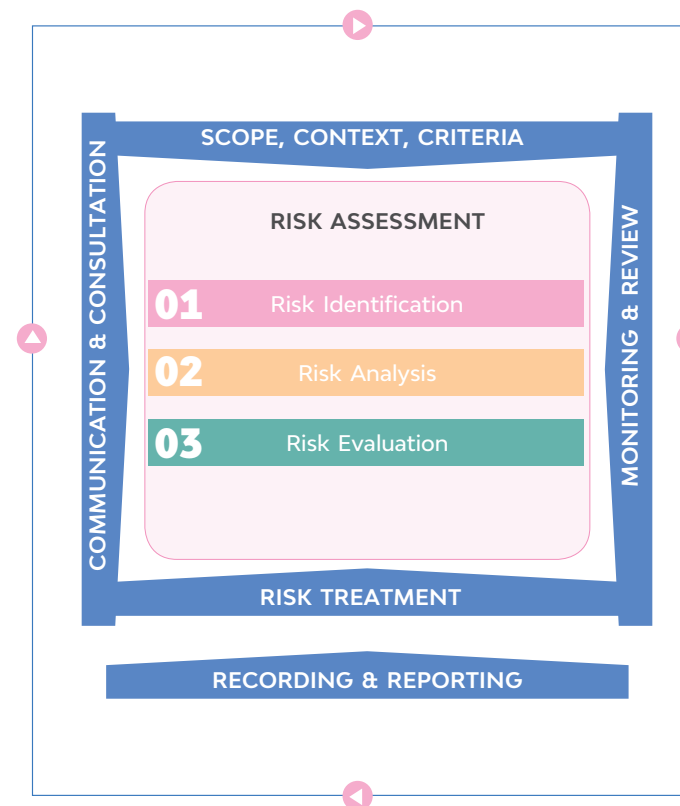 SCOPE, CONTEXT, CRITERIA
COMMUNICATION & CONSULTATION
RISK ASSESSMENT
01 Risk Identification
02 Risk Analysis
03 Risk Evaluation
MONITORING & REVIEW
RISK TREATMENT
RECORDING & REPORTING